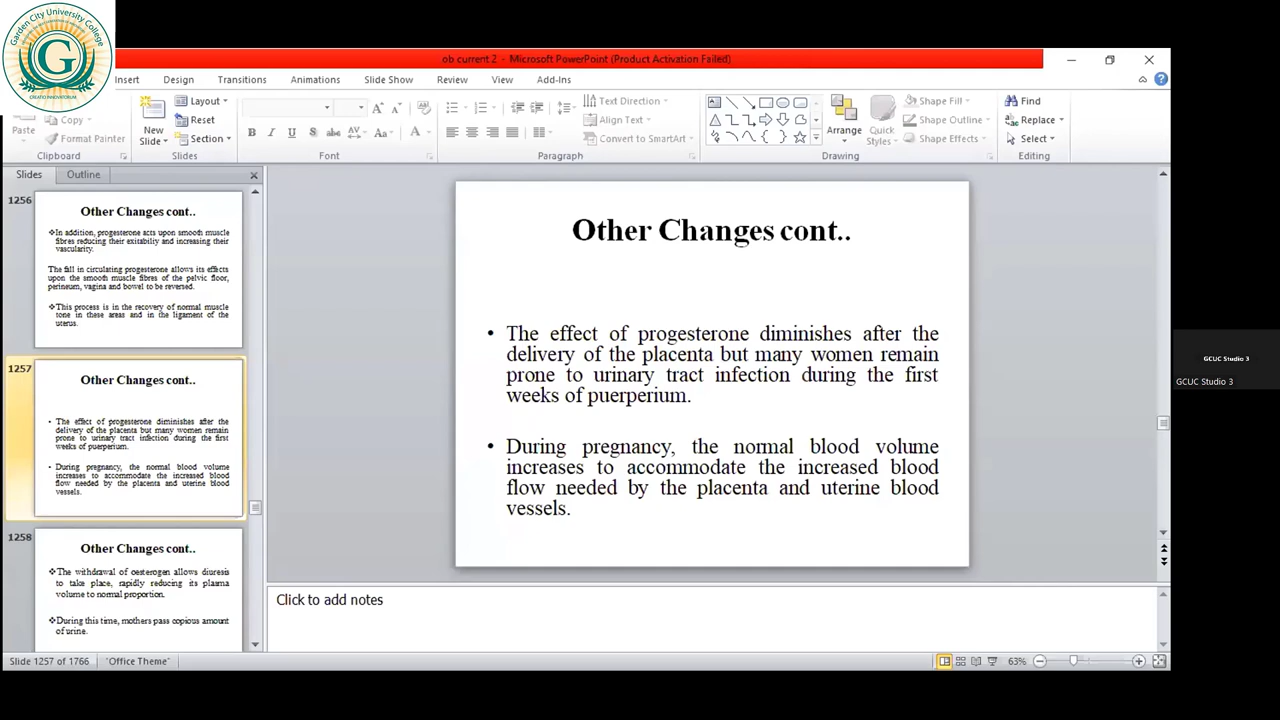 Garden City University College
G
CREATES INNOVATORIUM
ob current 2 - Microsoft PowerPoint (Product Activation Failed)
Insert Design Transitions Animations Slide Show Review View Add-Ins
Paste
Copy
Format Painter
Clipboard
New
Slide
Layout
Reset
Section
Slides
B I U S abc AV Aa A
Font
Text Direction
Align Text
Convert to SmartArt
Paragraph
Arrange
Quick
Styles
Shape Fill
Shape Outline
Shape Effects
Drawing
Find
Replace
Select
Editing
Slides Outline
1256
Other Changes cont..
❖In addition, progesterone acts upon smooth muscle
fibres reducing their exitability and increasing their
vascularity.
The fall in circulating progesterone allows its effects
upon the smooth muscle fibres of the pelvic floor,
perineum, vagina and bowel to be reversed.
❖This process is in the recovery of normal muscle
tone in these areas and in the ligament of the
uterus.
1257
Other Changes cont..
• The effect of progesterone diminishes after the
delivery of the placenta but many women remain
prone to urinary tract infection during the first
weeks of puerperium.
• During pregnancy, the normal blood volume
increases to accommodate the increased blood
flow needed by the placenta and uterine blood
vessels.
1258
Other Changes cont..
❖The withdrawal of oesterogen allows diuresis
to take place, rapidly reducing its plasma
volume to normal proportion.
❖During this time, mothers pass copious amount
of urine.
Other Changes cont..
• The effect of progesterone diminishes after the
delivery of the placenta but many women remain
prone to urinary tract infection during the first
weeks of puerperium.
• During pregnancy, the normal blood volume
increases to accommodate the increased blood
flow needed by the placenta and uterine blood
vessels.
Click to add notes
GCUC Studio 3
GCUC Studio 3
Slide 1257 of 1766 "Office Theme" 63%